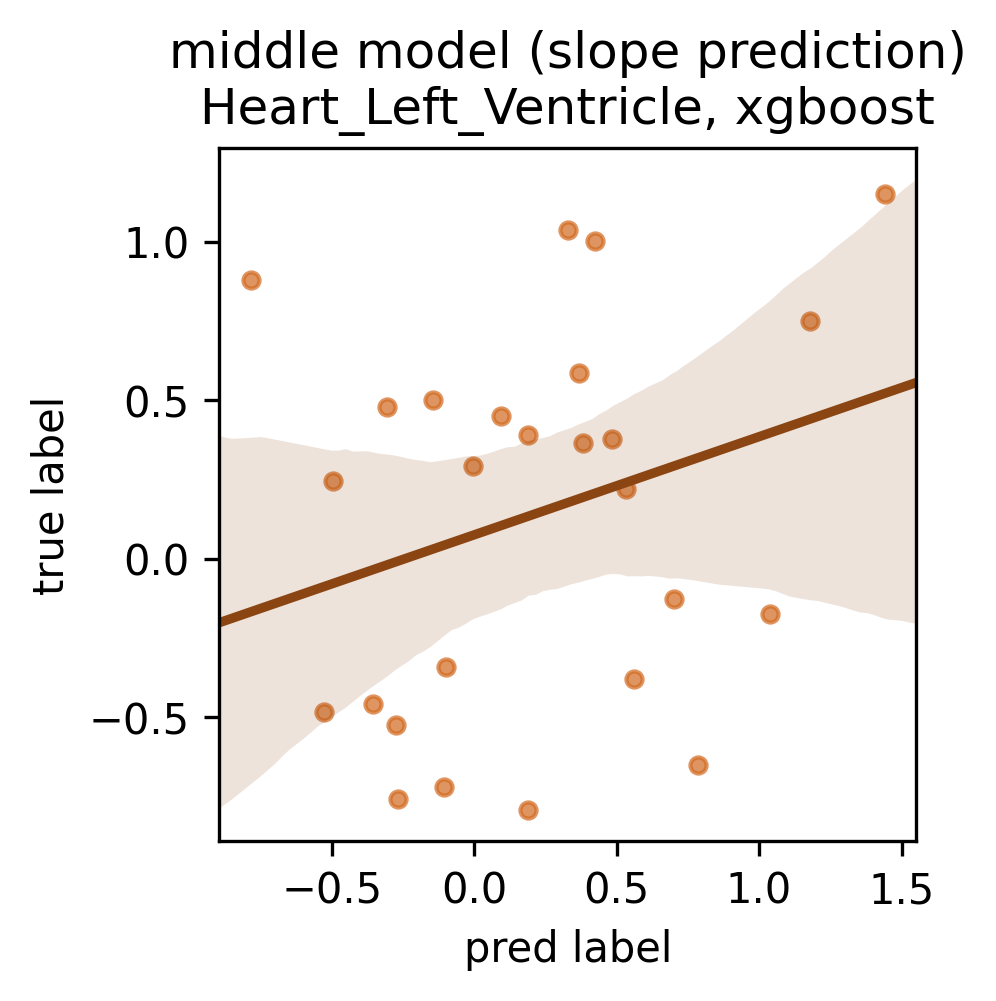 middle model (slope prediction)
Heart_Left_Ventricle, xgboost
1.0
0.5
0.0
−0.5
true label
−0.5
0.0
0.5
1.0
1.5
pred label